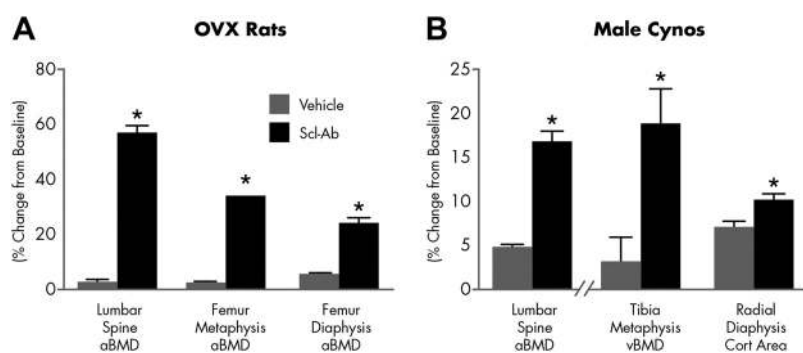 A
OVX Rats
(% Change from Baseline)
80
60
40
20
0
*
*
*
Vehicle
Scl-Ab
Lumbar
Spine
aBMD
Femur
Metaphysis
aBMD
Femur
Diaphysis
aBMD
B
Male Cynos
(% Change from Baseline)
25
20
15
10
5
0
*
*
*
Lumbar
Spine
aBMD
Tibia
Metaphysis
vBMD
Radial
Diaphysis
Cort Area